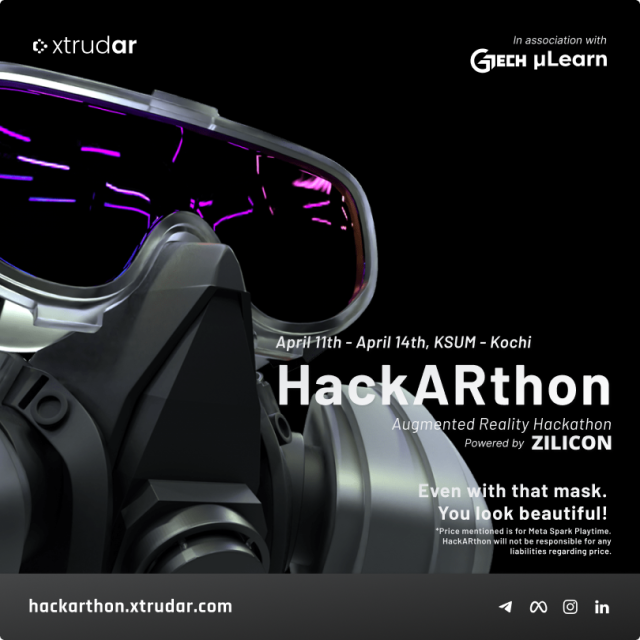 xtrudar
In association with
GTECH µLearn
April 11th - April 14th, KSUM - Kochi
HackARthon
Augmented Reality Hackathon
Powered by ZILICON
Even with that mask.
You look beautiful!
*Price mentioned is for Meta Spark Playtime.
HackARthon will not be responsible for any
liabilities regarding price.
hackarthon.xtrudar.com